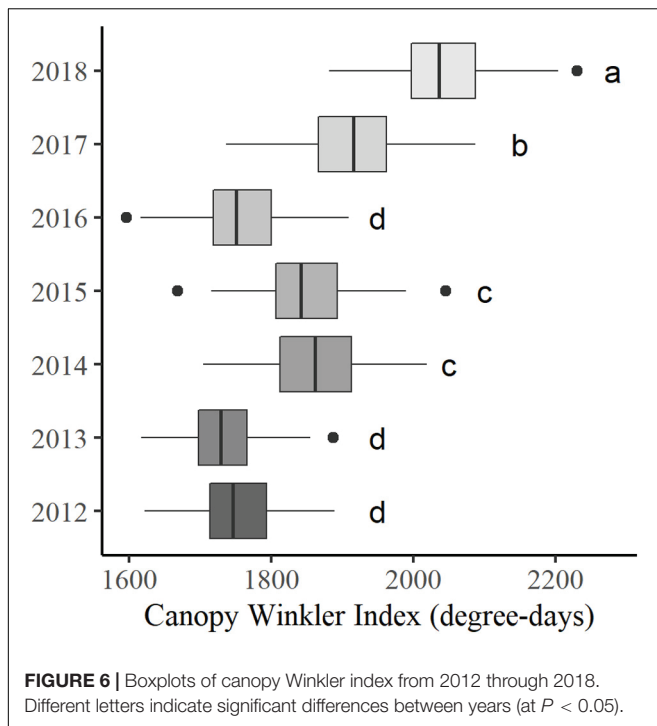 2018
a
2017
b
2016
d
2015
c
2014
c
2013
d
2012
d
1600 1800 2000 2200
Canopy Winkler Index (degree-days)
FIGURE 6 | Boxplots of canopy Winkler index from 2012 through 2018.
Different letters indicate significant differences between years (at P < 0.05).